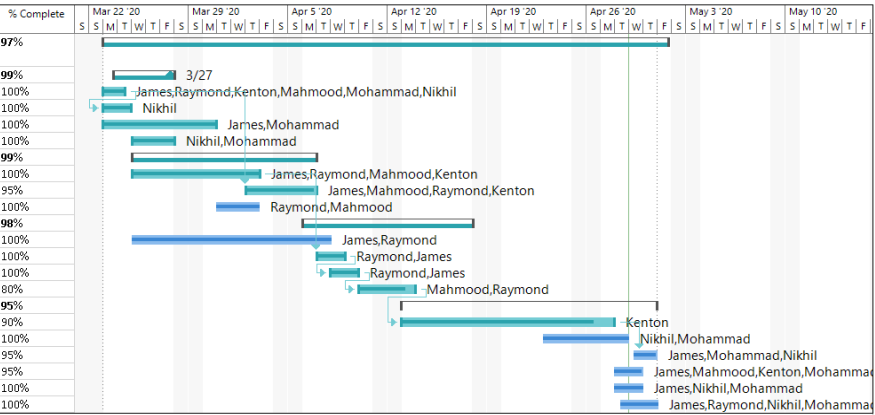 % Complete
Mar 22 '20 Mar 29 '20 Apr 5 '20 Apr 12 '20 Apr 19 '20 Apr 26 '20 May 3 '20 May 10 '20
S S M T W T F S S M T W T F S S M T W T F S S M T W T F S S M T W T F S S M T W T F S S M T W T F S S M T W T F
97%
99% 3/27
100% James,Raymond,Kenton,Mahmood,Mohammad,Nikhil
100% Nikhil
100% James,Mohammad
100% Nikhil,Mohammad
99%
100% James,Raymond,Mahmood,Kenton
95% James,Mahmood,Raymond,Kenton
100% Raymond,Mahmood
98%
100% James,Raymond
100% Raymond,James
100% Raymond,James
80% Mahmood,Raymond
95%
90% Kenton
100% Nikhil,Mohammad
95% James,Mohammad,Nikhil
95% James,Mahmood,Kenton,Mohammad
100% James,Nikhil,Mohammad
100% James,Raymond,Nikhil,Mohammad